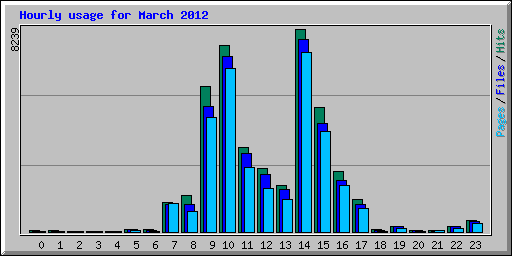 Hourly usage for March 2012
8239
Pages/Files/Hits
0 1 2 3 4 5 6 7 8 9 10 11 12 13 14 15 16 17 18 19 20 21 22 23